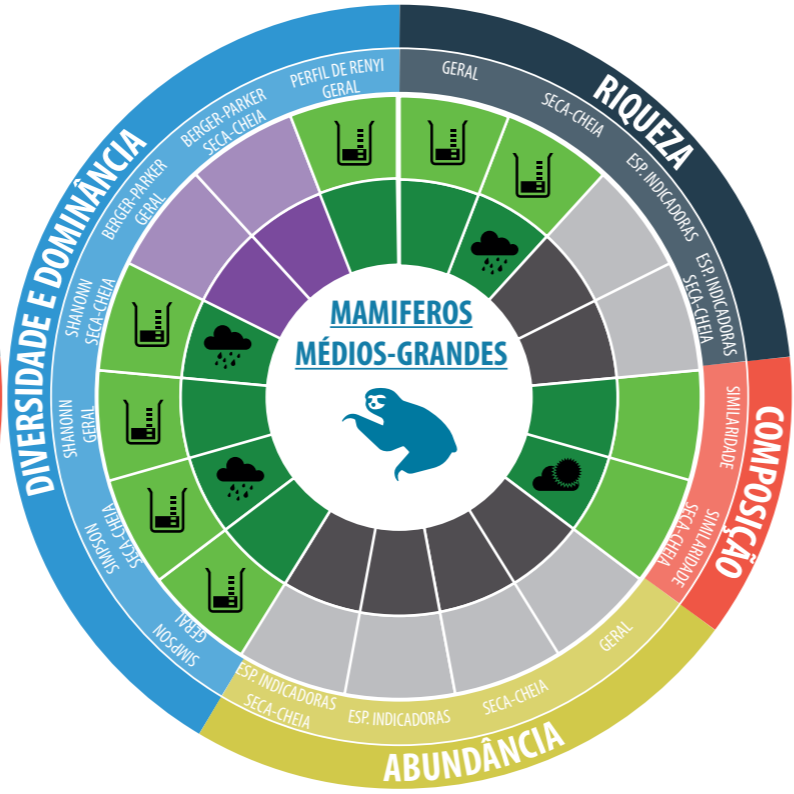 MAMIFEROS
MÉDIOS-GRANDES
RIQUEZA
GERAL
SECA-CHEIA
ESP. INDICADORAS
ESP. INDICADORAS
SECA-CHEIA
COMPOSIÇÃO
SIMILARIDADE
SIMILARIDADE
SECA-CHEIA
ABUNDÂNCIA
GERAL
SECA-CHEIA
ESP. INDICADORAS
ESP. INDICADORAS
SECA-CHEIA
DIVERSIDADE E DOMINÂNCIA
SIMPSON
GERAL
SIMPSON
SECA-CHEIA
SHANONN
GERAL
SHANONN
SECA-CHEIA
BERGER-PARKER
GERAL
BERGER-PARKER
SECA-CHEIA
PERFIL DE RENYI
GERAL